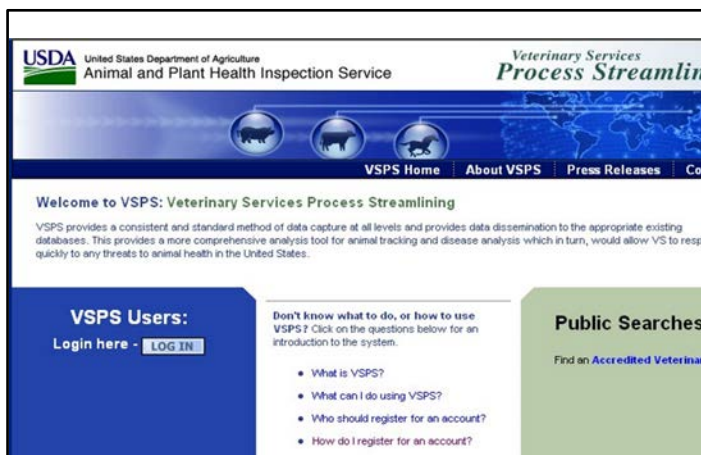 USDA United States Department of Agriculture
Animal and Plant Health Inspection Service
Veterinary Services
Process Streamlin
VSPS Home About VSPS Press Releases Co
Welcome to VSPS: Veterinary Services Process Streamlining
VSPS provides a consistent and standard method of data capture at all levels and provides data dissemination to the appropriate existing
databases. This provides a more comprehensive analysis tool for animal tracking and disease analysis which in turn, would allow VS to resp
quickly to any threats to animal health in the United States.
VSPS Users:
Login here - LOG IN
Don't know what to do, or how to use
VSPS? Click on the questions below for an
introduction to the system.
• What is VSPS?
• What can I do using VSPS?
• Who should register for an account?
• How do I register for an account?
Public Searches
Find an Accredited Veterina